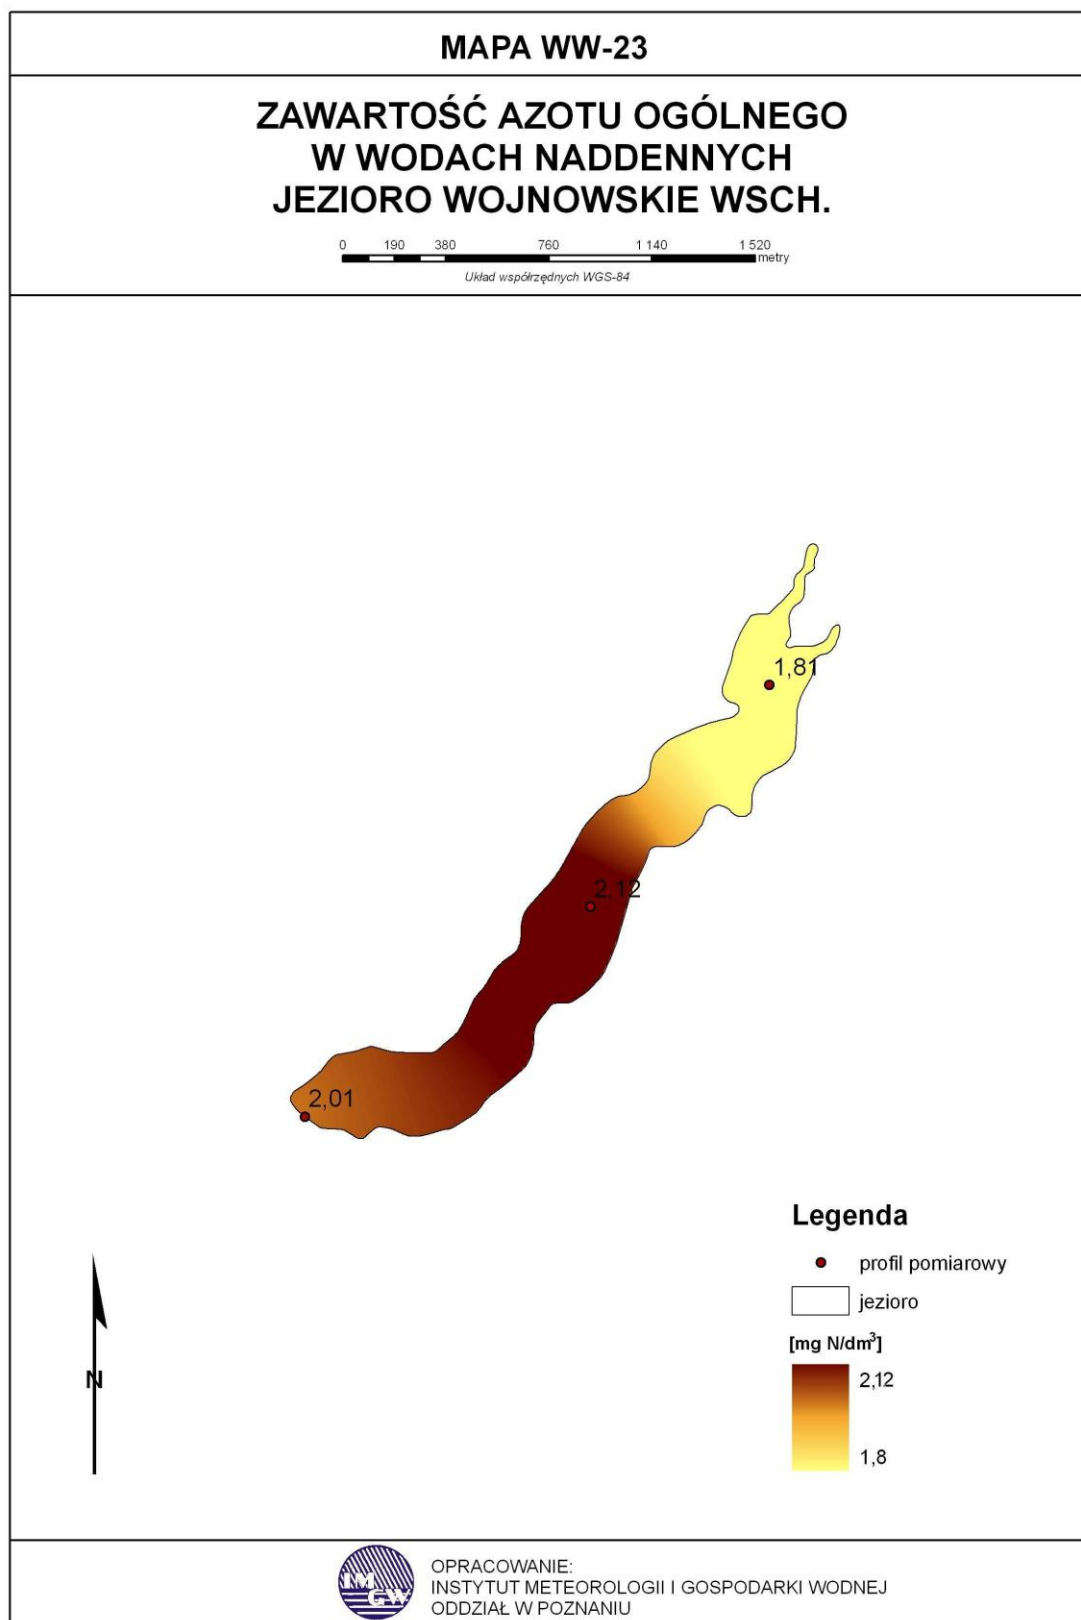 MAPA WW-23
ZAWARTOŚĆ AZOTU OGÓLNEGO
W WODACH NADDENNYCH
JEZIORO WOJNOWSKIE WSCH.
0 190 380 760 1 140 1 520
metry
Układ współrzędnych WGS-84
1,81
2,12
2,01
Legenda
profil pomiarowy
jezioro
[mg N/dm³]
2,12
1,8
N
IM
GW
OPRACOWANIE:
INSTYTUT METEOROLOGII I GOSPODARKI WODNEJ
ODDZIAŁ W POZNANIU